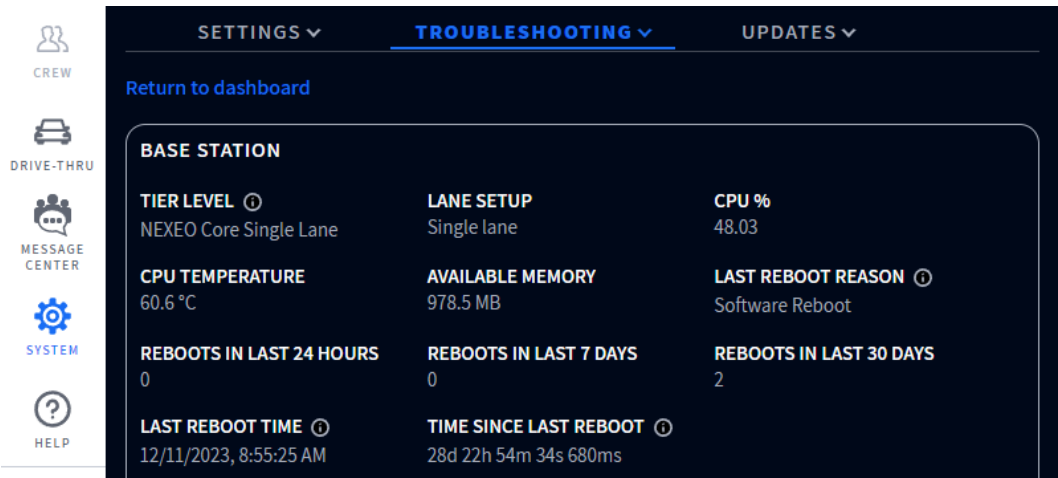 CREW
DRIVE-THRU
MESSAGE
CENTER
SYSTEM
HELP
SETTINGS
TROUBLESHOOTING
UPDATES
Return to dashboard
BASE STATION
TIER LEVEL
NEXEO Core Single Lane
LANE SETUP
Single lane
CPU %
48.03
CPU TEMPERATURE
60.6 °C
AVAILABLE MEMORY
978.5 MB
LAST REBOOT REASON
Software Reboot
REBOOTS IN LAST 24 HOURS
0
REBOOTS IN LAST 7 DAYS
0
REBOOTS IN LAST 30 DAYS
2
LAST REBOOT TIME
12/11/2023, 8:55:25 AM
TIME SINCE LAST REBOOT
28d 22h 54m 34s 680ms